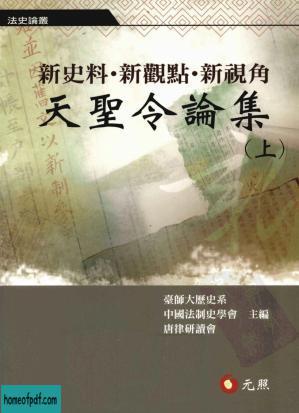 法史論叢
新史料・新觀點・新視角
天聖令論集
(上)
臺師大歷史系
中國法制史學會 主編
唐律研讀會
元照
homeofpdf.com